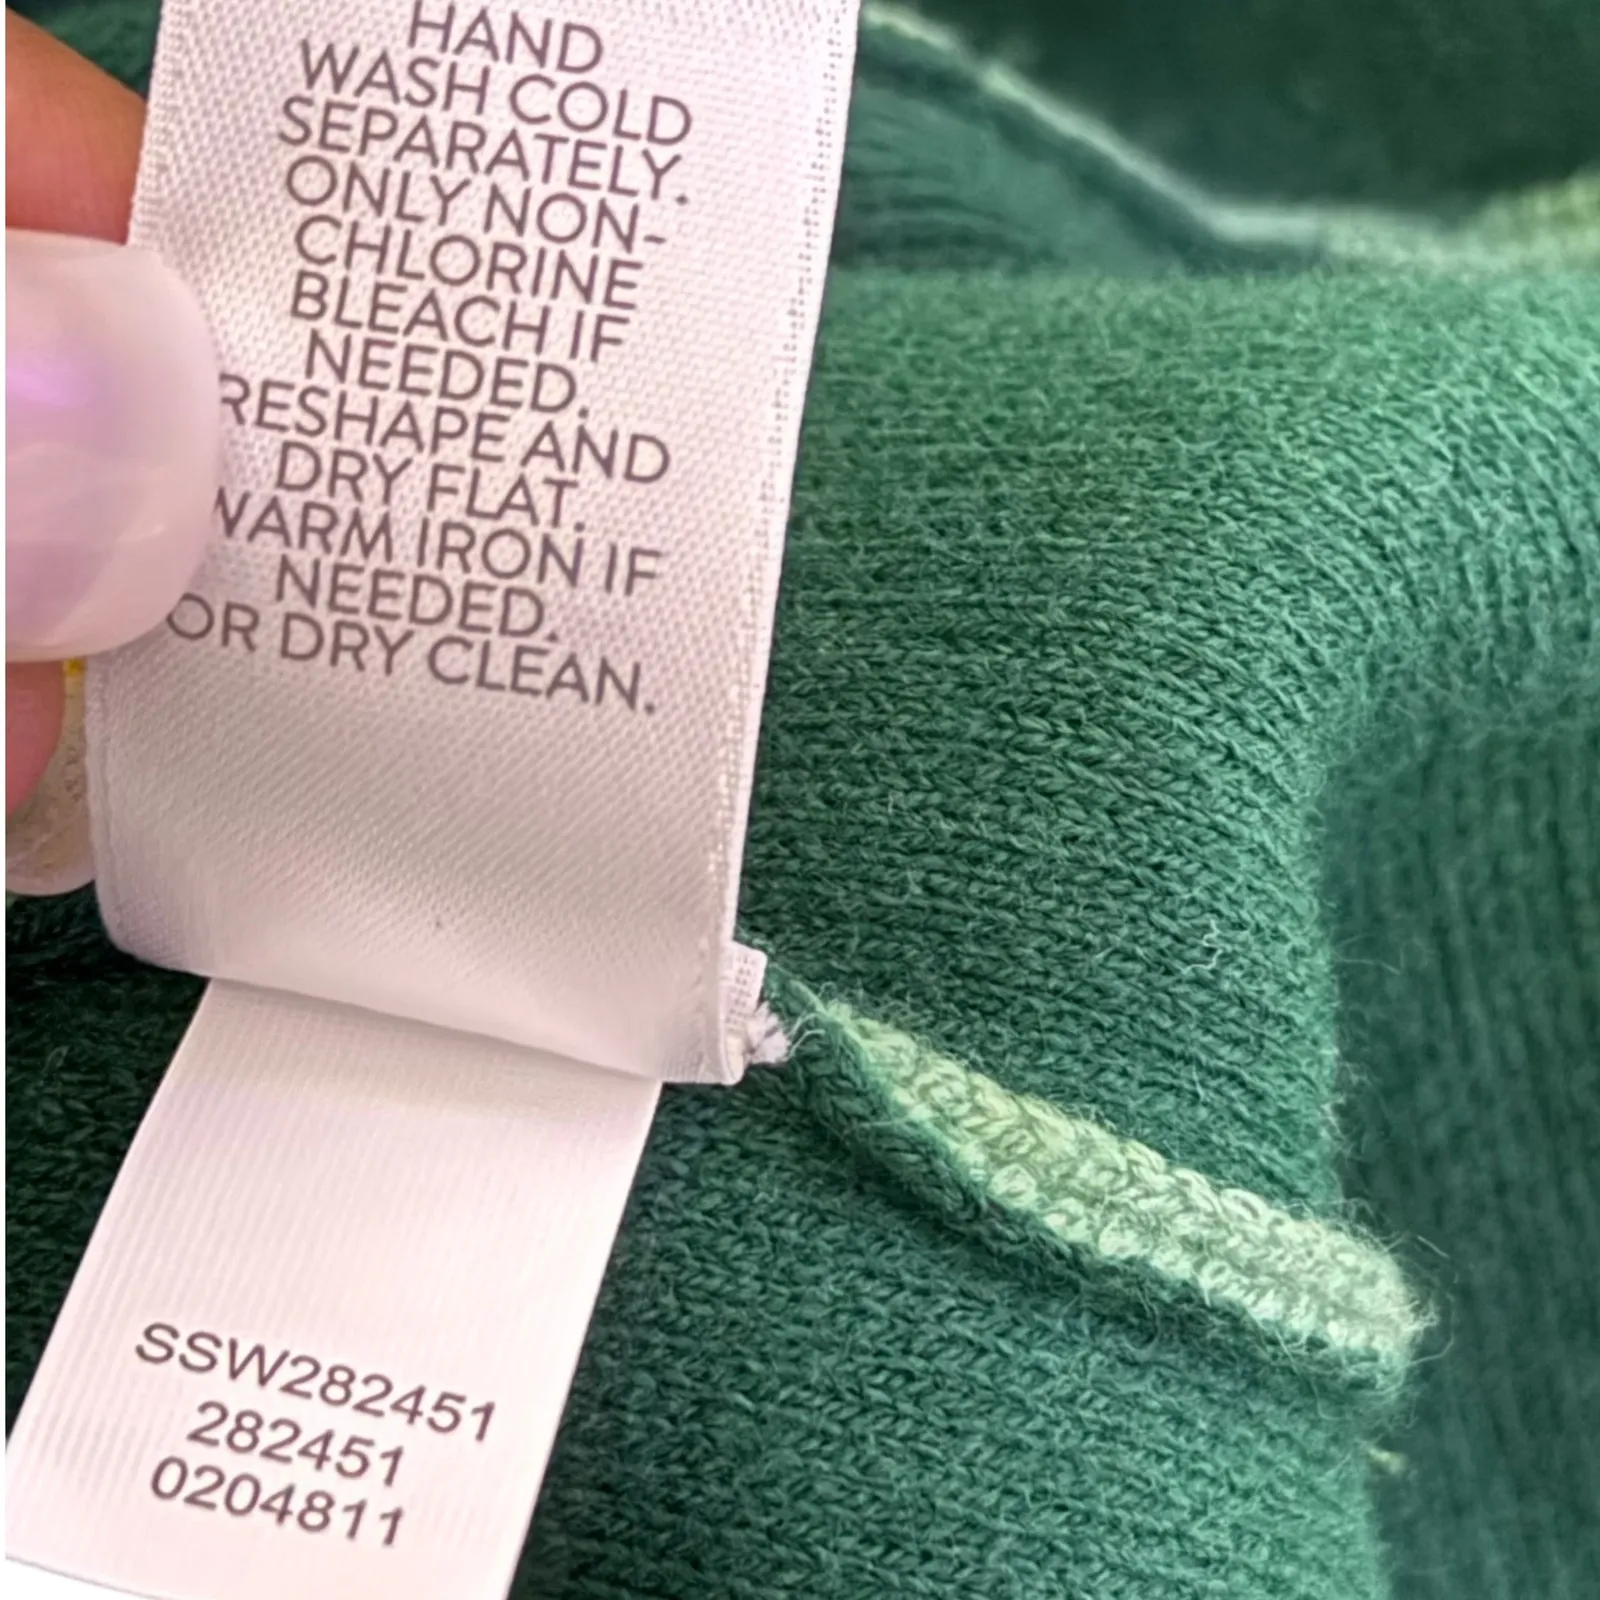 HAND
WASH COLD
SEPARATELY.
ONLY NON-
CHLORINE
BLEACH IF
NEEDED.
RESHAPE AND
DRY FLAT.
WARM IRON IF
NEEDED.
OR DRY CLEAN.
SSW282451
282451
0204811